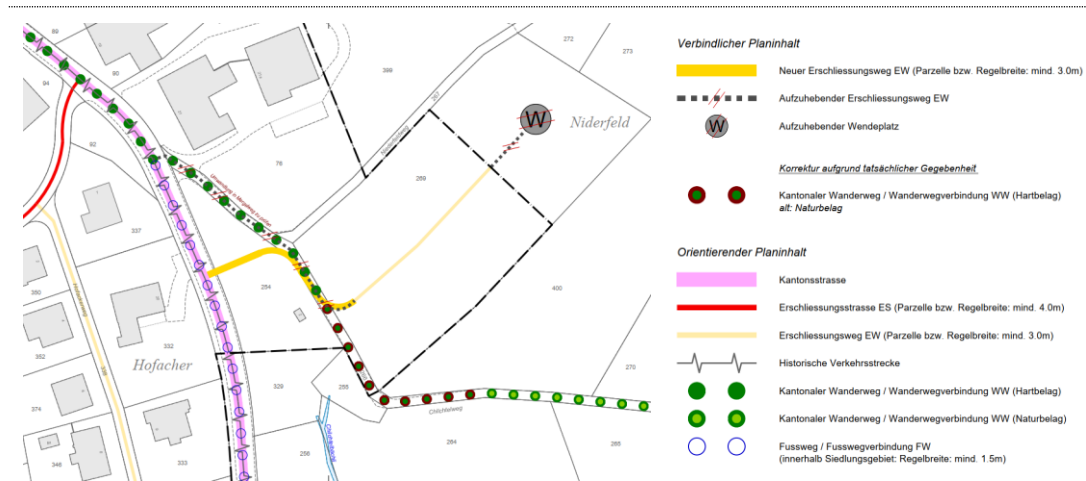 89
272
273
Verbindlicher Planinhalt
94
90
399
267
Neuer Erschliessungsweg EW (Parzelle bzw. Regelbreite: mind. 3.0m)
Aufzuhebender Erschliessungsweg EW
W
Niderfeld
W
Aufzuhebender Wendeplatz
92
76
269
Korrektur aufgrund tatsächlicher Gegebenheit
Kantonaler Wanderweg / Wanderwegverbindung WW (Hartbelag)
alt: Naturbelag
337
Orientierender Planinhalt
284
400
Kantonsstrasse
360
Erschliessungsstrasse ES (Parzelle bzw. Regelbreite: mind. 4.0m)
332
Erschliessungsweg EW (Parzelle bzw. Regelbreite: mind. 3.0m)
352
338
Hofacher
Historische Verkehrsstrecke
270
329
255
Kantonaler Wanderweg / Wanderwegverbindung WW (Hartbelag)
374
Kantonaler Wanderweg / Wanderwegverbindung WW (Naturbelag)
284
265
Fussweg / Fusswegverbindung FW
(innerhalb Siedlungsgebiet: Regelbreite: mind. 1.5m)
333
348